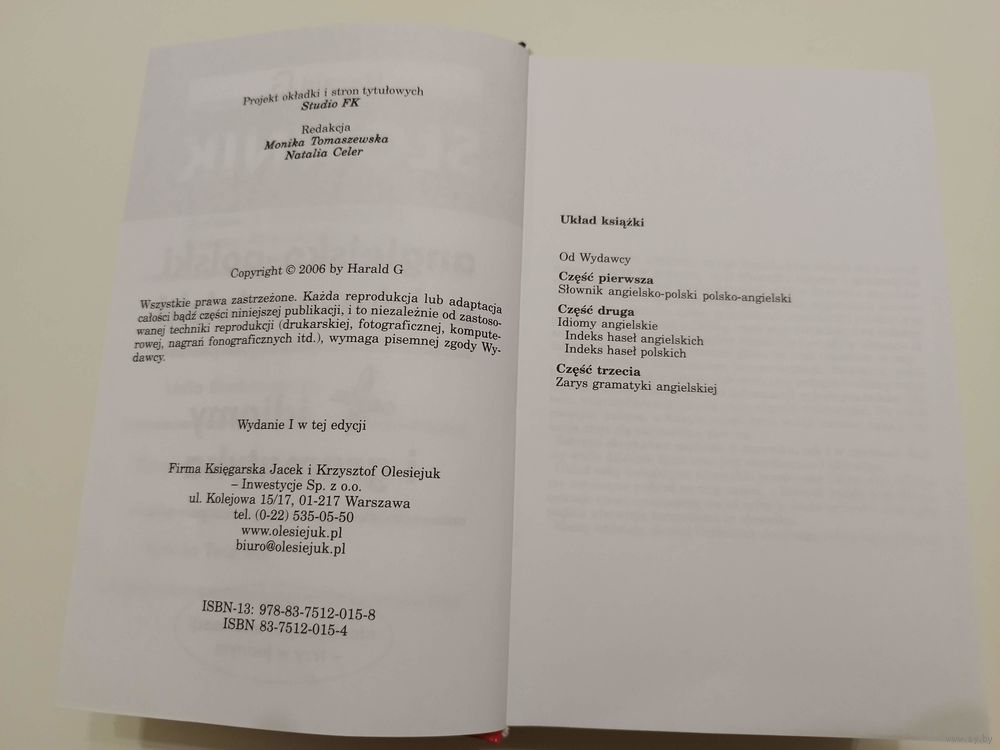 Projekt okładki i stron tytułowych
Studio FK
Redakcja
Monika Tomaszewska
Natalia Celer
Copyright © 2006 by Harald G
Wszystkie prawa zastrzeżone. Każda reprodukcja lub adaptacja
całości bądź części niniejszej publikacji, i to niezależnie od zastoso-
wanej techniki reprodukcji (drukarskiej, fotograficznej, kompute-
rowej, nagrań fonograficznych itd.), wymaga pisemnej zgody Wy-
dawcy.
Wydanie I w tej edycji
Firma Księgarska Jacek i Krzysztof Olesiejuk
– Inwestycje Sp. z o.o.
ul. Kolejowa 15/17, 01-217 Warszawa
tel. (0-22) 535-05-50
www.olesiejuk.pl
biuro@olesiejuk.pl
ISBN-13: 978-83-7512-015-8
ISBN 83-7512-015-4
Układ książki
Od Wydawcy
Część pierwsza
Słownik angielsko-polski polsko-angielski
Część druga
Idiomy angielskie
Indeks haseł angielskich
Indeks haseł polskich
Część trzecia
Zarys gramatyki angielskiej